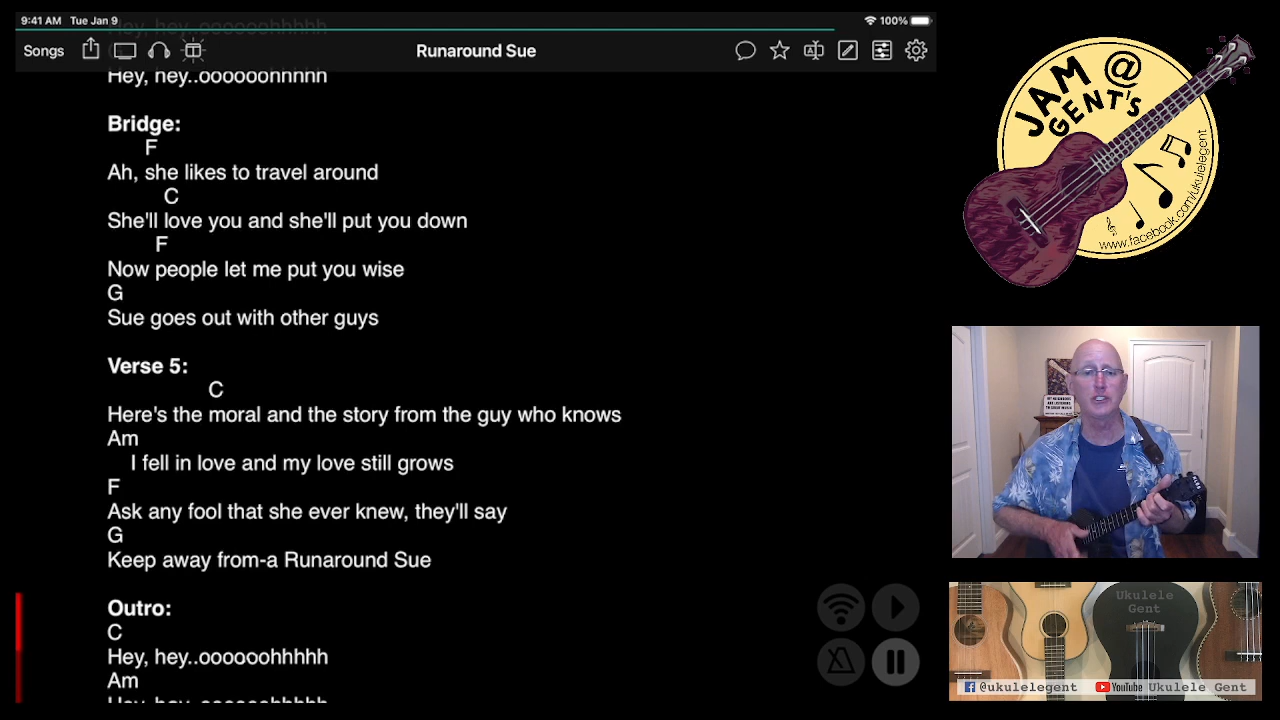 9:41 AM Tue Jan 9
100%
Songs
Runaround Sue
Hey, hey..oooooohhhhh
Bridge:
F
Ah, she likes to travel around
C
She'll love you and she'll put you down
F
Now people let me put you wise
G
Sue goes out with other guys
Verse 5:
C
Here's the moral and the story from the guy who knows
Am
I fell in love and my love still grows
F
Ask any fool that she ever knew, they'll say
G
Keep away from-a Runaround Sue
Outro:
C
Hey, hey..oooooohhhhh
Am
Hey, hey..oooooohhhhh
JAM @
GENT'S
www.facebook.com/ukulelegent
Ukulele
Gent
@ukulelegent
YouTube Ukulele Gent